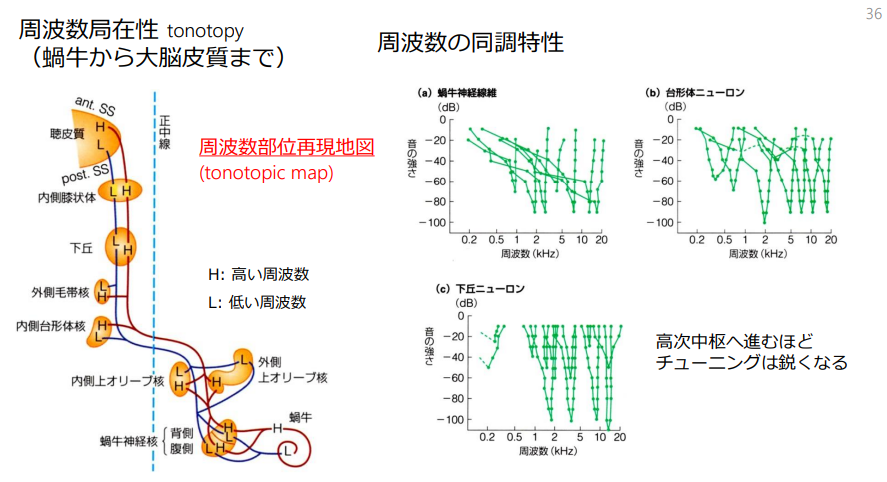 36
周波数局在性 tonotopy
（蝸牛から大脳皮質まで）
周波数の同調特性
ant. SS
聴皮質
H
L
post. SS
内側膝状体
L H
下丘
L
H
外側毛帯核
L
H
内側台形体核
H
L
正中線
周波数部位再現地図
(tonotopic map)
H: 高い周波数
L: 低い周波数
内側上オリーブ核
L
H
L
H
外側
上オリーブ核
蝸牛神経核
背側
腹側
H
L
L H
蝸牛
H
L
(a) 蝸牛神経線維
(dB)
音の強さ
0
−20
−40
−60
−80
−100
0.2 0.5 1 2 5 10 20
周波数 (kHz)
(b) 台形体ニューロン
(dB)
音の強さ
0
−20
−40
−60
−80
−100
0.2 0.5 1 2 5 10 20
周波数 (kHz)
(c) 下丘ニューロン
(dB)
音の強さ
0
−20
−40
−60
−80
−100
0.2 0.5 1 2 5 10 20
周波数 (kHz)
高次中枢へ進むほど
チューニングは鋭くなる